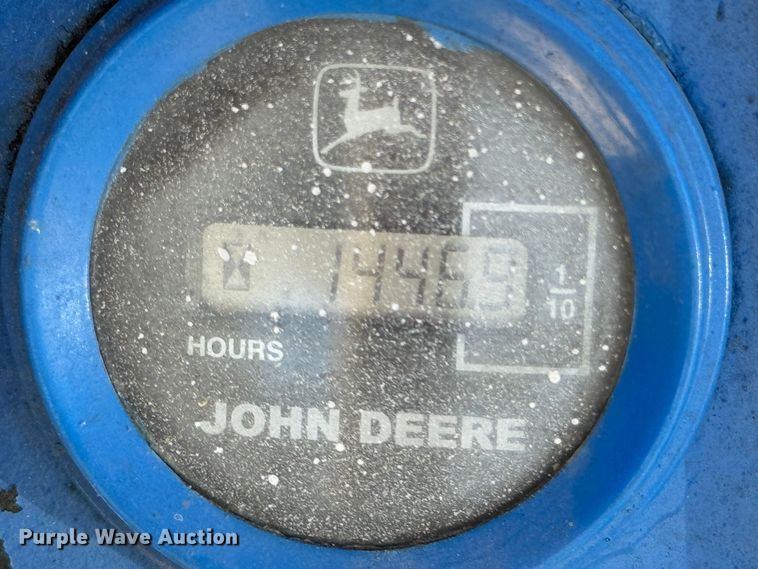 14469
1/10
HOURS
JOHN DEERE
Purple Wave Auction